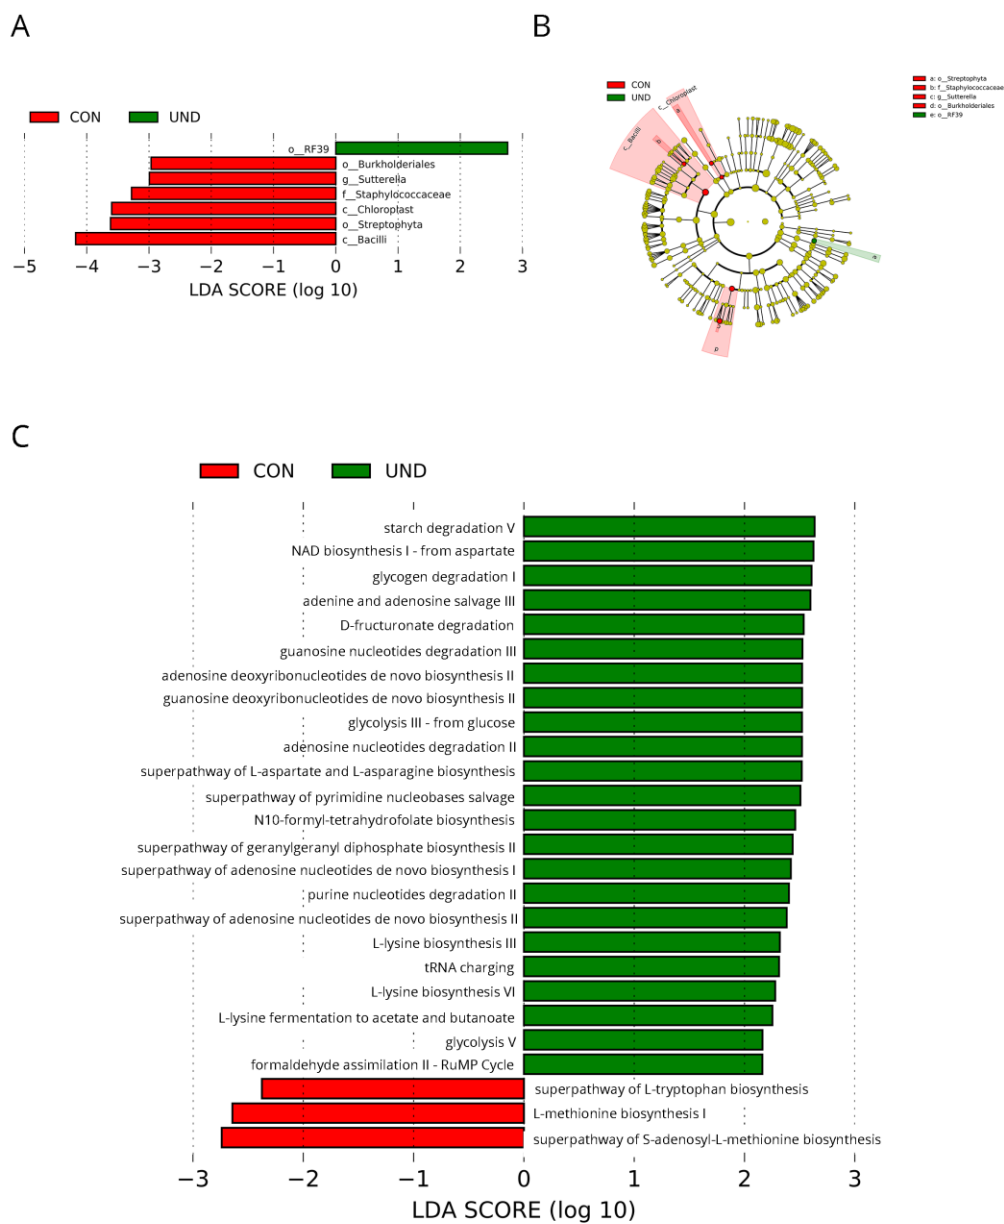 A
B
CON UND
o__RF39
o__Burkholderiales
g__Sutterella
f__Staphylococcaceae
c__Chloroplast
o__Streptophyta
c__Bacilli
−5 −4 −3 −2 −1 0 1 2 3
LDA SCORE (log 10)
CON
UND
c__Chloroplast
a
c__Bacilli
b
d
e
a: o__Streptophyta
b: f__Staphylococcaceae
c: g__Sutterella
d: o__Burkholderiales
e: o__RF39
C
CON UND
starch degradation V
NAD biosynthesis I - from aspartate
glycogen degradation I
adenine and adenosine salvage III
D-fructuronate degradation
guanosine nucleotides degradation III
adenosine deoxyribonucleotides de novo biosynthesis II
guanosine deoxyribonucleotides de novo biosynthesis II
glycolysis III - from glucose
adenosine nucleotides degradation II
superpathway of L-aspartate and L-asparagine biosynthesis
superpathway of pyrimidine nucleobases salvage
N10-formyl-tetrahydrofolate biosynthesis
superpathway of geranylgeranyl diphosphate biosynthesis II
superpathway of adenosine nucleotides de novo biosynthesis I
purine nucleotides degradation II
superpathway of adenosine nucleotides de novo biosynthesis II
L-lysine biosynthesis III
tRNA charging
L-lysine biosynthesis VI
L-lysine fermentation to acetate and butanoate
glycolysis V
formaldehyde assimilation II - RuMP Cycle
superpathway of L-tryptophan biosynthesis
L-methionine biosynthesis I
superpathway of S-adenosyl-L-methionine biosynthesis
−3 −2 −1 0 1 2 3
LDA SCORE (log 10)